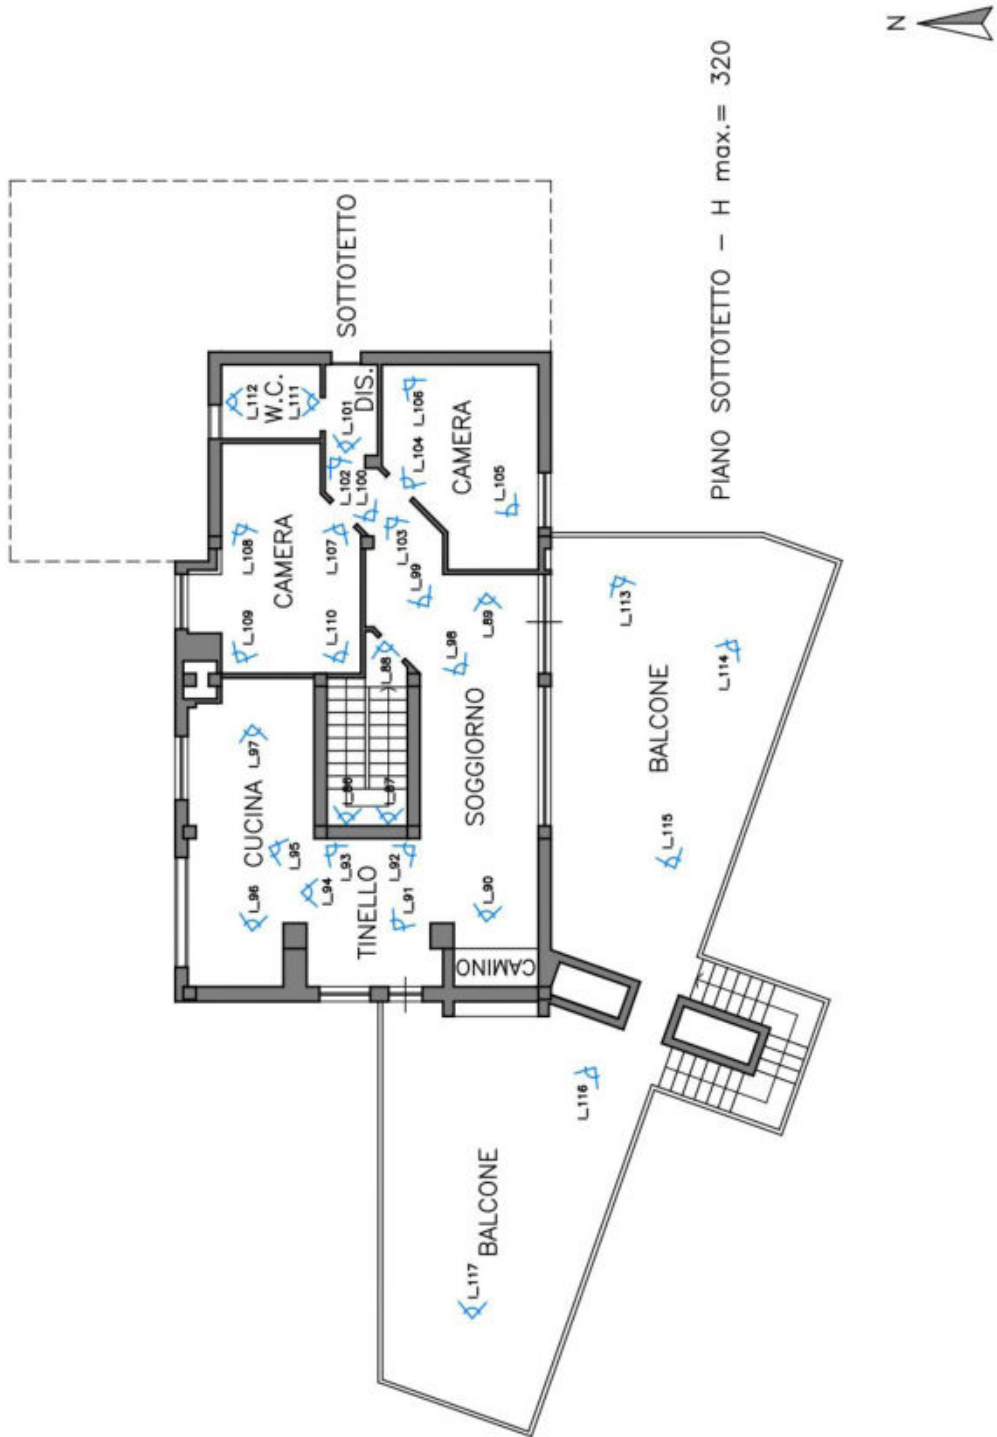 N
PIANO SOTTOTETTO - H max.= 320
SOTTOTETTO
W.C.
L_112
L_111
DIS.
L_101
L_102
L_100
CAMERA
L_106
L_104
L_105
L_103
CAMERA
L_108
L_107
L_109
L_110
L_99
L_98
L_89
L_88
SOGGIORNO
L_86
L_87
CUCINA
L_97
L_95
L_96
L_94
L_93
L_92
TINELLO
L_91
L_90
CAMINO
BALCONE
L_113
L_114
L_115
BALCONE
L_116
L_117